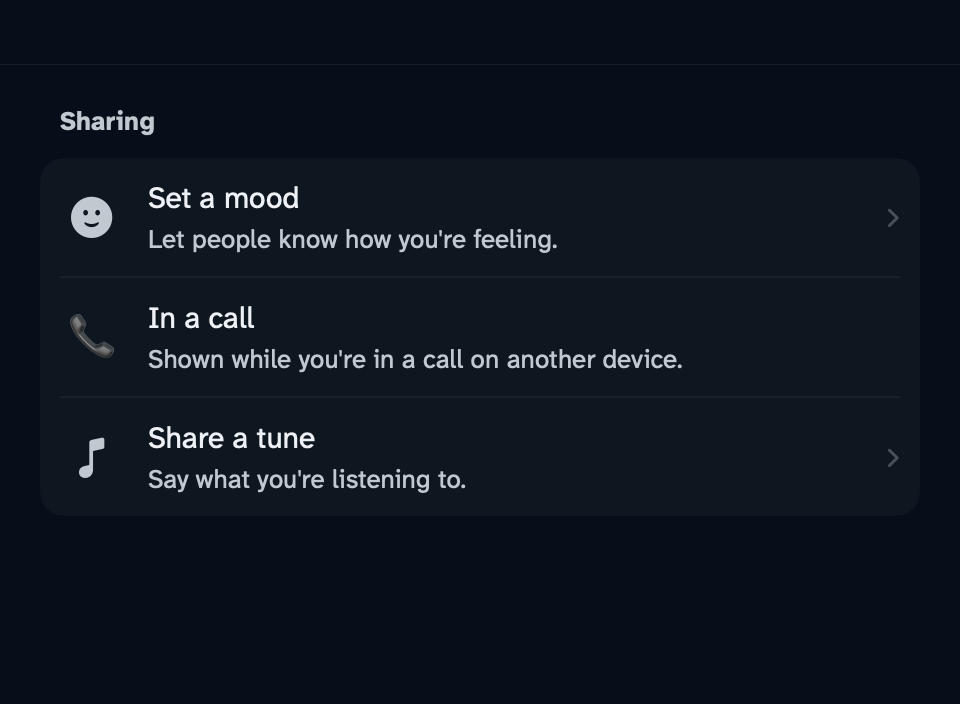 Sharing
Set a mood
Let people know how you're feeling.
In a call
Shown while you're in a call on another device.
Share a tune
Say what you're listening to.